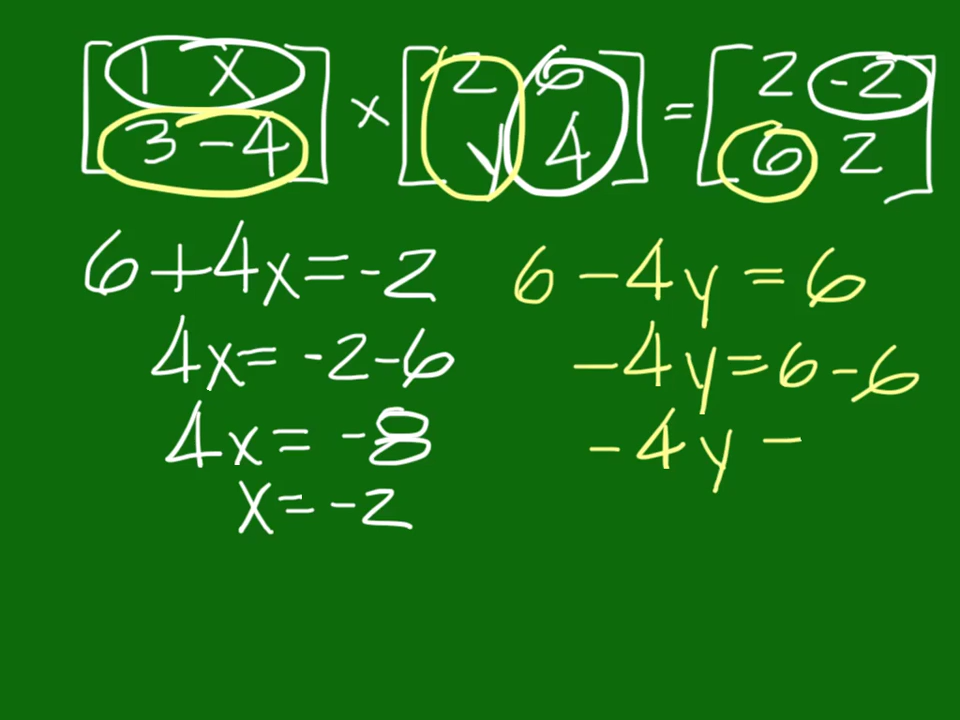 [1 x] x [2 6] = [2 -2]
[3 -4] [y 4] [6 2]
6+4x=-2
4x=-2-6
4x=-8
x=-2
6-4y=6
-4y=6-6
-4y -